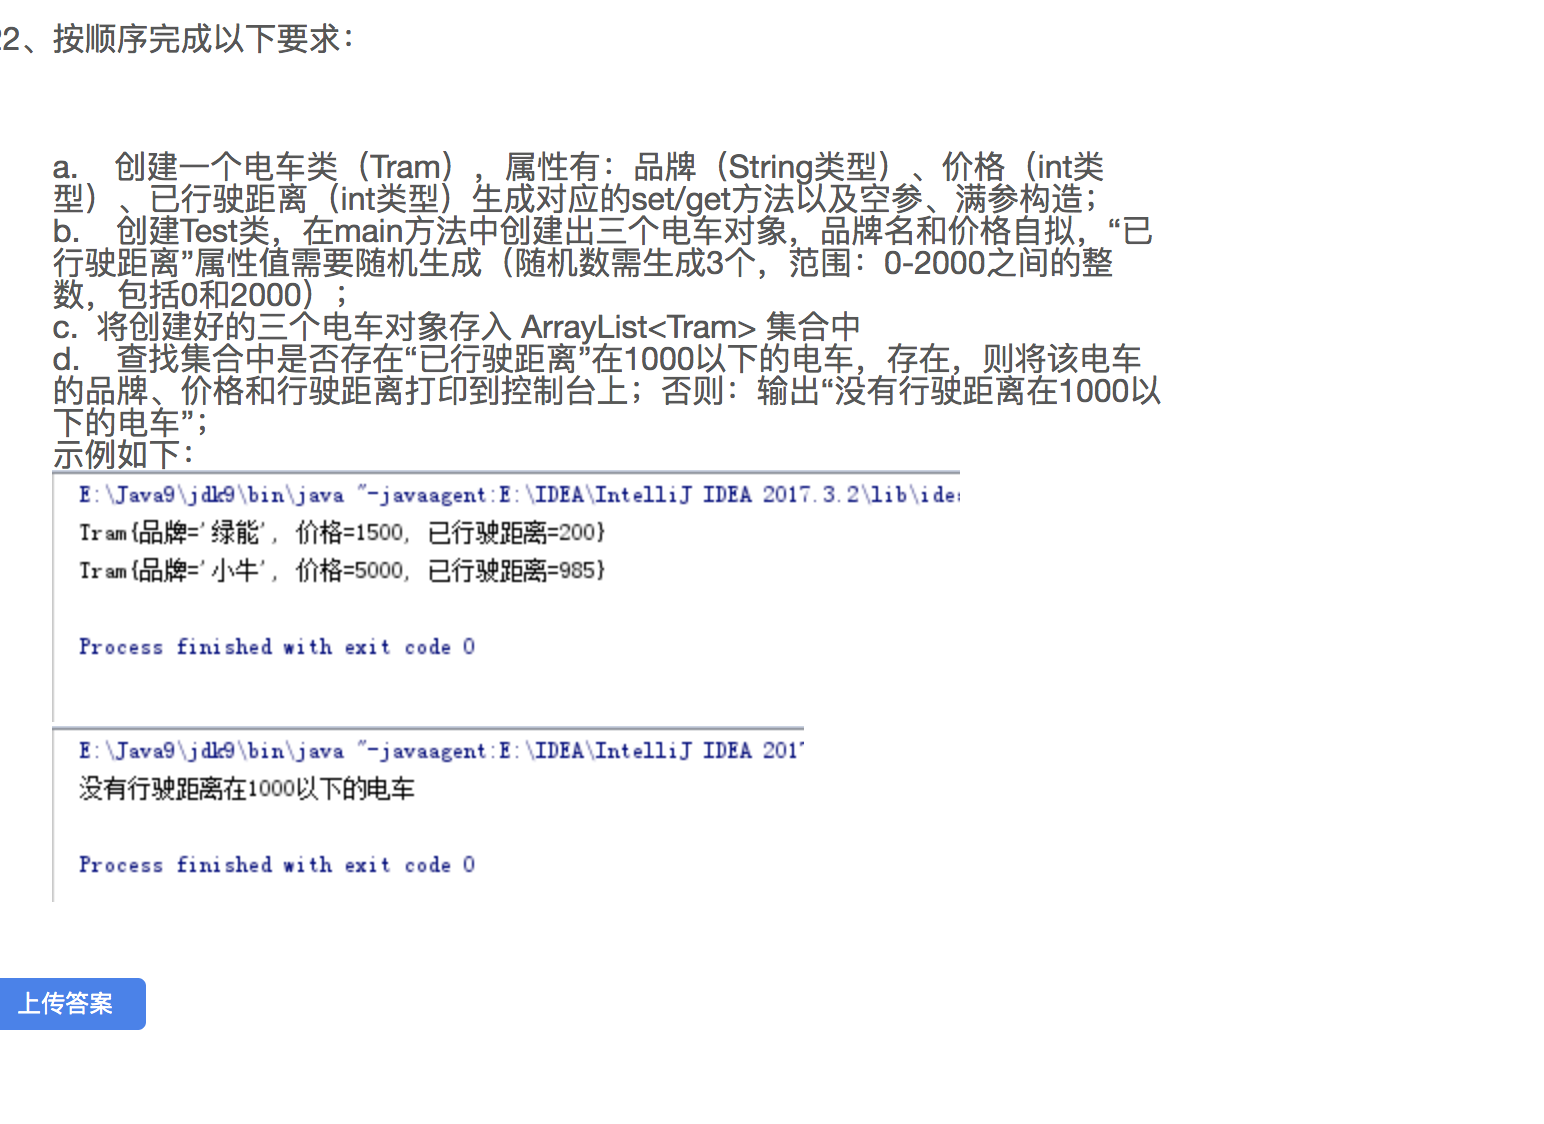 22、按顺序完成以下要求：
a. 创建一个电车类（Tram），属性有：品牌（String类型）、价格（int类
型）、已行驶距离（int类型）生成对应的set/get方法以及空参、满参构造；
b. 创建Test类，在main方法中创建出三个电车对象，品牌名和价格自拟，“已
行驶距离”属性值需要随机生成（随机数需生成3个，范围：0-2000之间的整
数，包括0和2000）；
c. 将创建好的三个电车对象存入 ArrayList<Tram> 集合中
d. 查找集合中是否存在“已行驶距离”在1000以下的电车，存在，则将该电车
的品牌、价格和行驶距离打印到控制台上；否则：输出“没有行驶距离在1000以
下的电车”；
示例如下：
E:\Java9\jdk9\bin\java "-javaagent:E:\IDEA\IntelliJ IDEA 2017.3.2\lib\idea
Tram{品牌='绿能', 价格=1500, 已行驶距离=200}
Tram{品牌='小牛', 价格=5000, 已行驶距离=985}
Process finished with exit code 0
E:\Java9\jdk9\bin\java "-javaagent:E:\IDEA\IntelliJ IDEA 2017
没有行驶距离在1000以下的电车
Process finished with exit code 0
上传答案